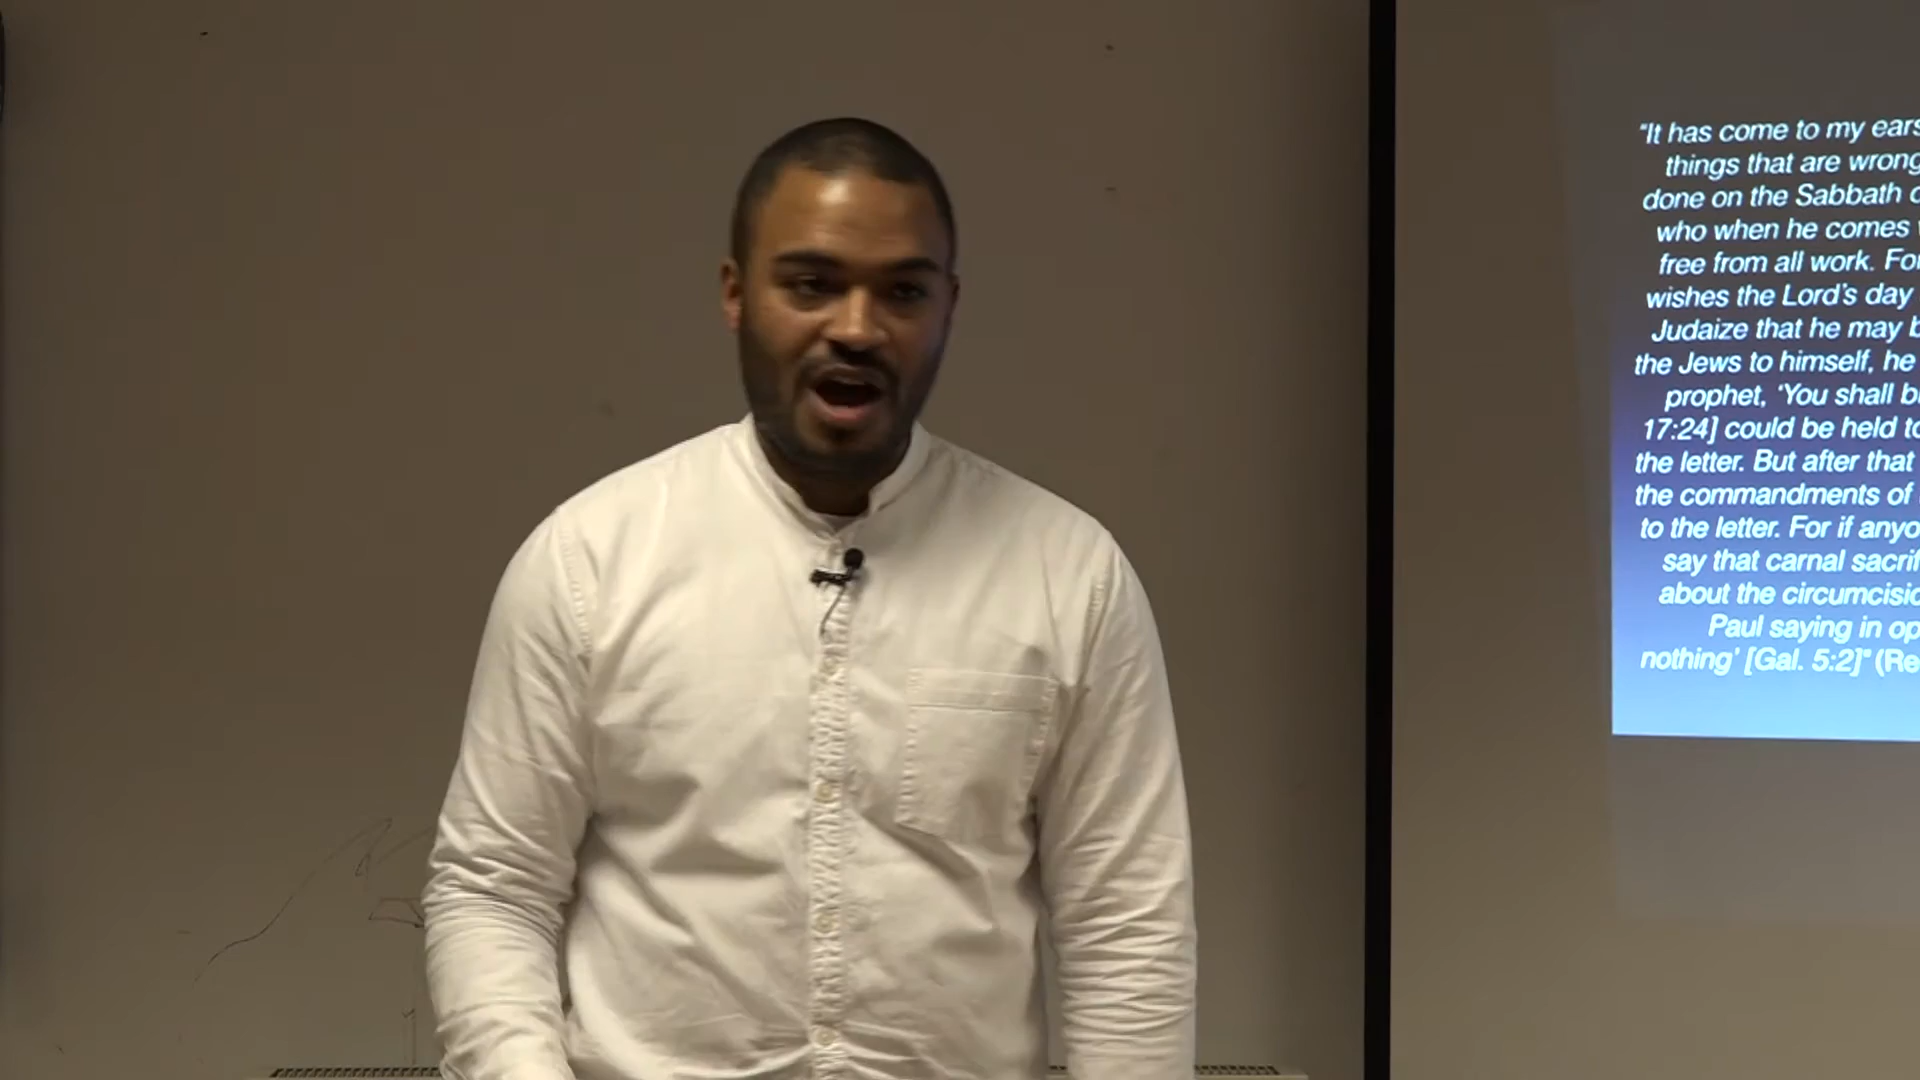 "It has come to my ears
things that are wrong
done on the Sabbath
who when he comes
free from all work. For
wishes the Lord's day
Judaize that he may b
the Jews to himself, he
prophet, 'You shall b
17:24] could be held to
the letter. But after that
the commandments of
to the letter. For if anyo
say that carnal sacrif
about the circumcisio
Paul saying in op
nothing' [Gal. 5:2]" (Re